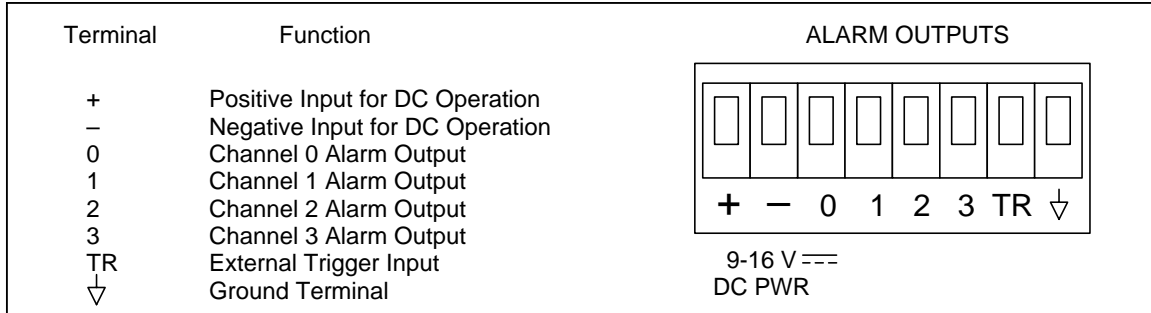 Terminal Function
+ Positive Input for DC Operation
– Negative Input for DC Operation
0 Channel 0 Alarm Output
1 Channel 1 Alarm Output
2 Channel 2 Alarm Output
3 Channel 3 Alarm Output
TR External Trigger Input
Ground Terminal
ALARM OUTPUTS
+ – 0 1 2 3 TR
9-16 V
DC PWR